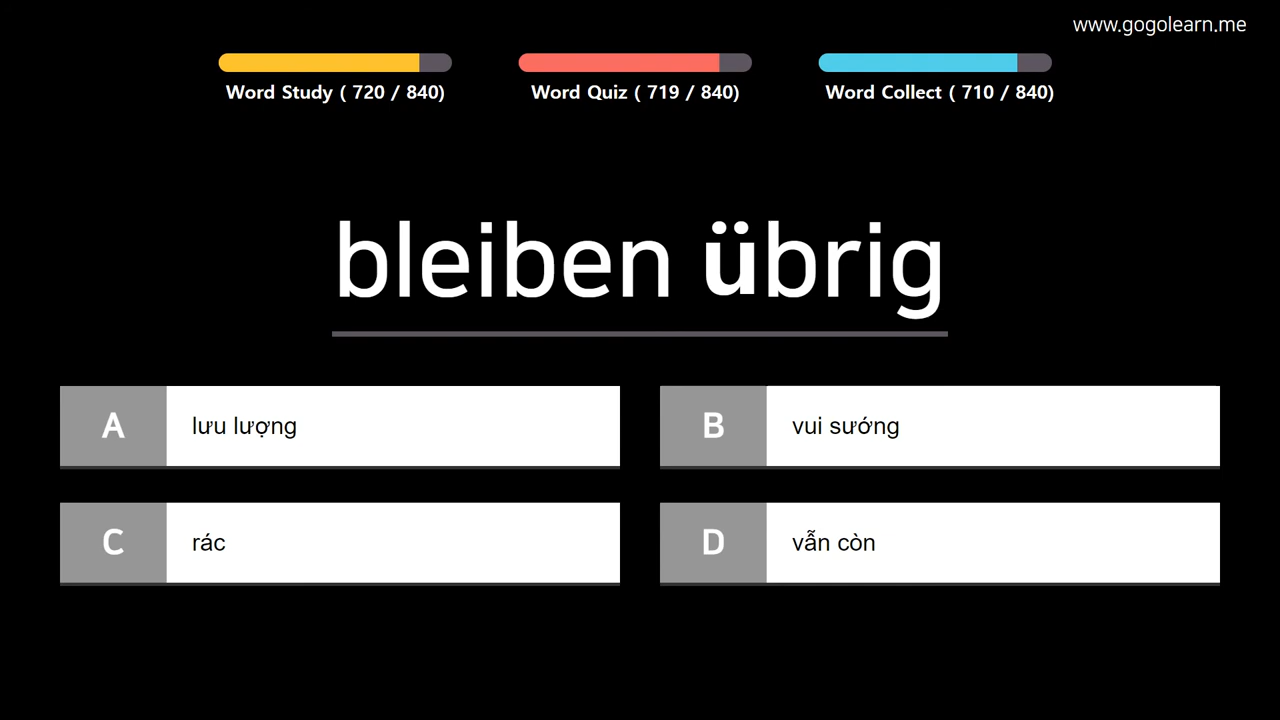 www.gogolearn.me
Word Study ( 720 / 840)
Word Quiz ( 719 / 840)
Word Collect ( 710 / 840)
bleiben übrig
A
lưu lượng
B
vui sướng
C
rác
D
vẫn còn